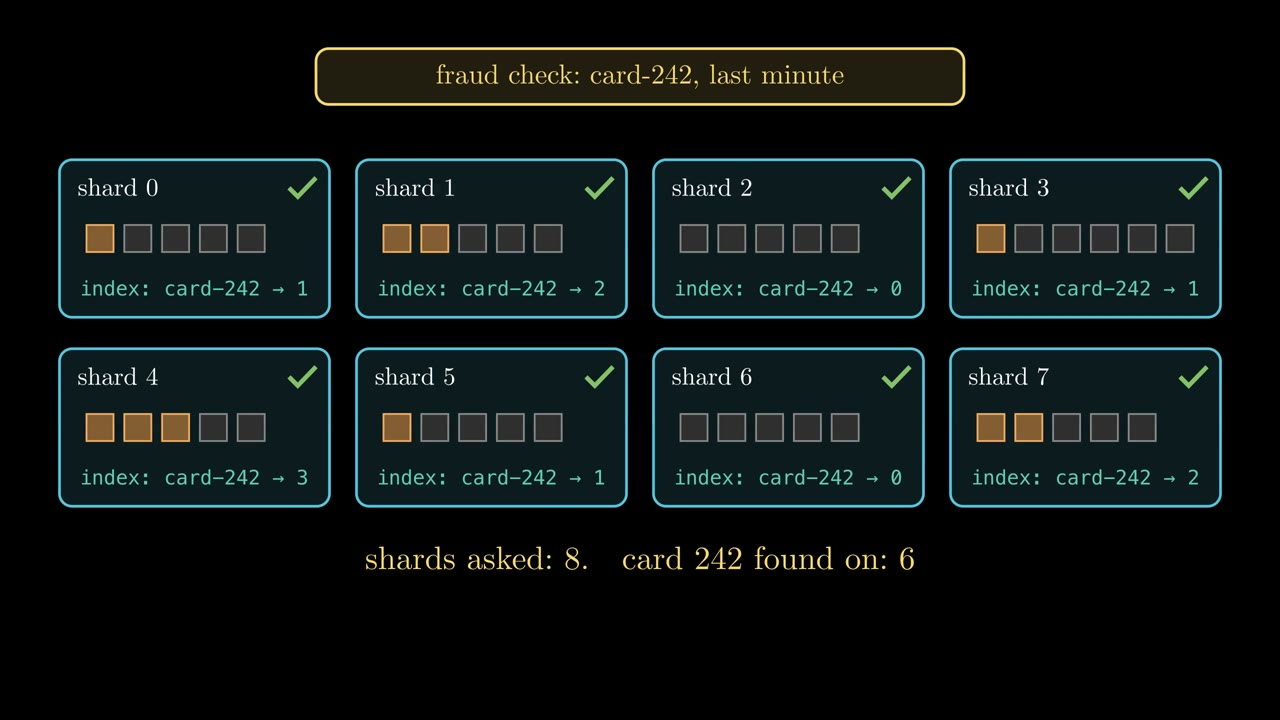 fraud check: card-242, last minute
shard 0
index: card−242 → 1
shard 1
index: card−242 → 2
shard 2
index: card−242 → 0
shard 3
index: card−242 → 1
shard 4
index: card−242 → 3
shard 5
index: card−242 → 1
shard 6
index: card−242 → 0
shard 7
index: card−242 → 2
shards asked: 8. card 242 found on: 6